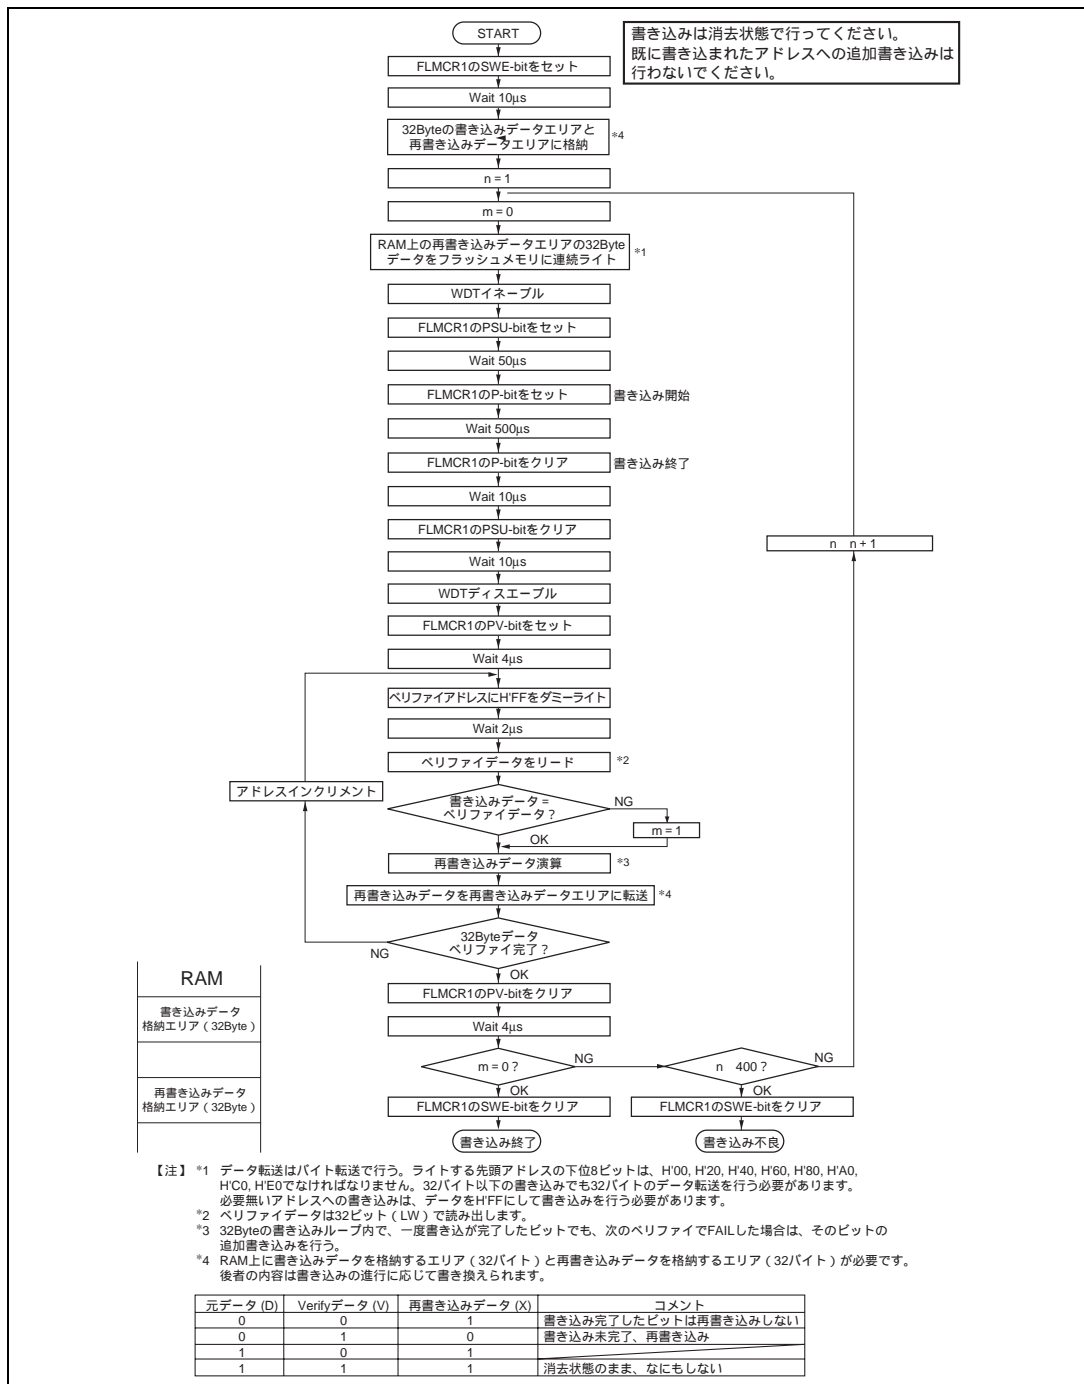 START
書き込みは消去状態で行ってください。
既に書き込まれたアドレスへの追加書き込みは
行わないでください。
FLMCR1のSWE-bitをセット
Wait 10μs
32Byteの書き込みデータエリアと
再書き込みデータエリアに格納
*4
n = 1
m = 0
RAM上の再書き込みデータエリアの32Byte
データをフラッシュメモリに連続ライト
*1
WDTイネーブル
FLMCR1のPSU-bitをセット
Wait 50μs
FLMCR1のP-bitをセット 書き込み開始
Wait 500μs
FLMCR1のP-bitをクリア 書き込み終了
Wait 10μs
FLMCR1のPSU-bitをクリア
n n + 1
Wait 10μs
WDTディスエーブル
FLMCR1のPV-bitをセット
Wait 4μs
ベリファイアドレスにH'FFをダミーライト
Wait 2μs
ベリファイデータをリード *2
アドレスインクリメント
書き込みデータ =
ベリファイデータ？
NG
m = 1
OK
再書き込みデータ演算 *3
再書き込みデータを再書き込みデータエリアに転送 *4
32Byteデータ
ベリファイ完了？
NG
OK
FLMCR1のPV-bitをクリア
Wait 4μs
m = 0 ?
NG
n 400 ?
NG
OK
OK
FLMCR1のSWE-bitをクリア
FLMCR1のSWE-bitをクリア
書き込み終了
書き込み不良
RAM
書き込みデータ
格納エリア（32Byte）
再書き込みデータ
格納エリア（32Byte）
【注】 *1 データ転送はバイト転送で行う。ライトする先頭アドレスの下位8ビットは、H'00, H'20, H'40, H'60, H'80, H'A0,
H'C0, H'E0でなければなりません。32バイト以下の書き込みでも32バイトのデータ転送を行う必要があります。
必要無いアドレスへの書き込みは、データをH'FFにして書き込みを行う必要があります。
*2 ベリファイデータは32ビット（LW）で読み出します。
*3 32Byteの書き込みループ内で、一度書き込が完了したビットでも、次のベリファイでFAILした場合は、そのビットの
追加書き込みを行う。
*4 RAM上に書き込みデータを格納するエリア（32バイト）と再書き込みデータを格納するエリア（32バイト）が必要です。
後者の内容は書き込みの進行に応じて書き換えられます。
元データ (D) Verifyデータ (V) 再書き込みデータ (X) コメント
0 0 1 書き込み完了したビットは再書き込みしない
0 1 0 書き込み未完了、再書き込み
1 0 1
1 1 1 消去状態のまま、なにもしない